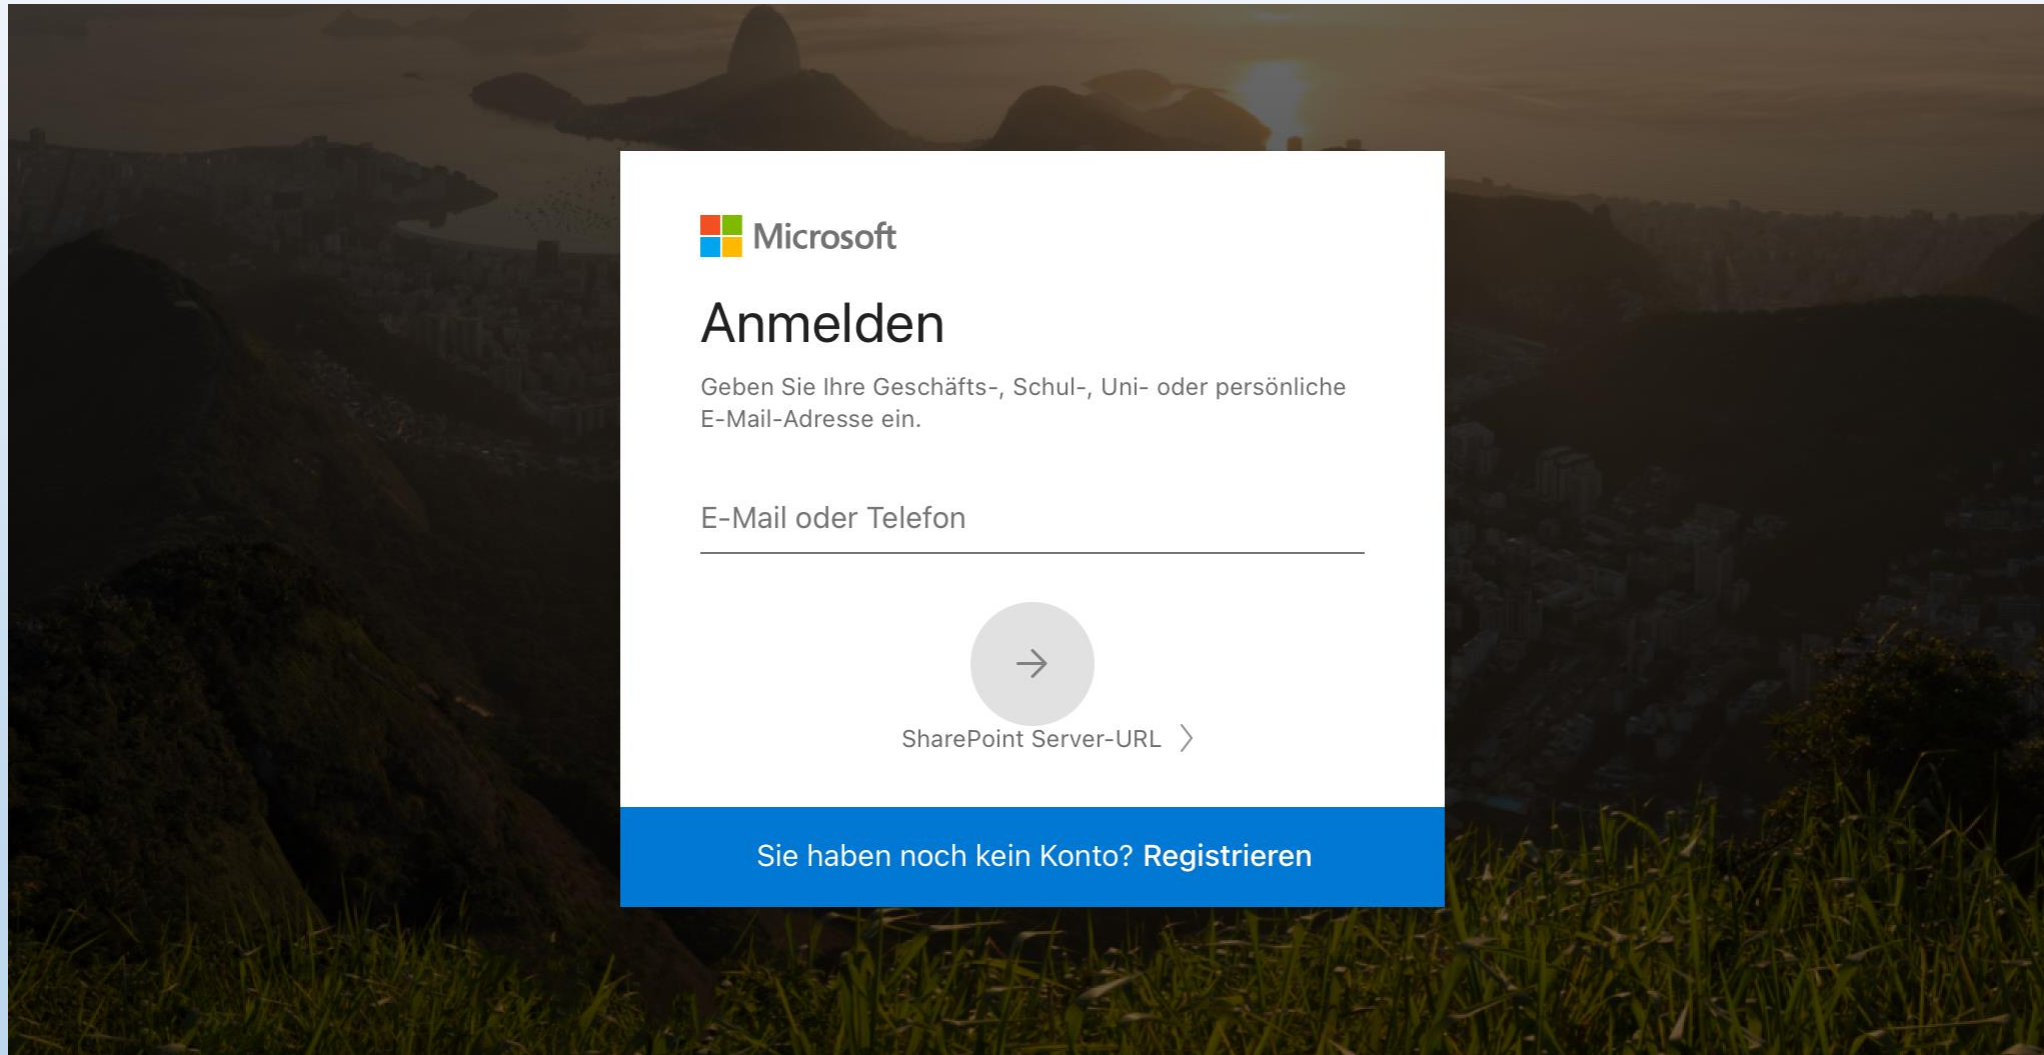 Microsoft
Anmelden
Geben Sie Ihre Geschäfts-, Schul-, Uni- oder persönliche
E-Mail-Adresse ein.
E-Mail oder Telefon
SharePoint Server-URL
Sie haben noch kein Konto? Registrieren